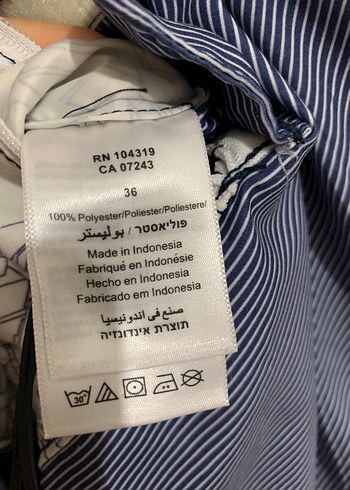 RN 104319
CA 07243
36
100% Polyester/Poliester/Poliestere/
פוליאסטר / بوليستر
Made in Indonesia
Fabriqué en Indonésie
Hecho en Indonesia
Fabricado em Indonesia
صنع في اندونيسيا
תוצרת אינדונזיה
30°